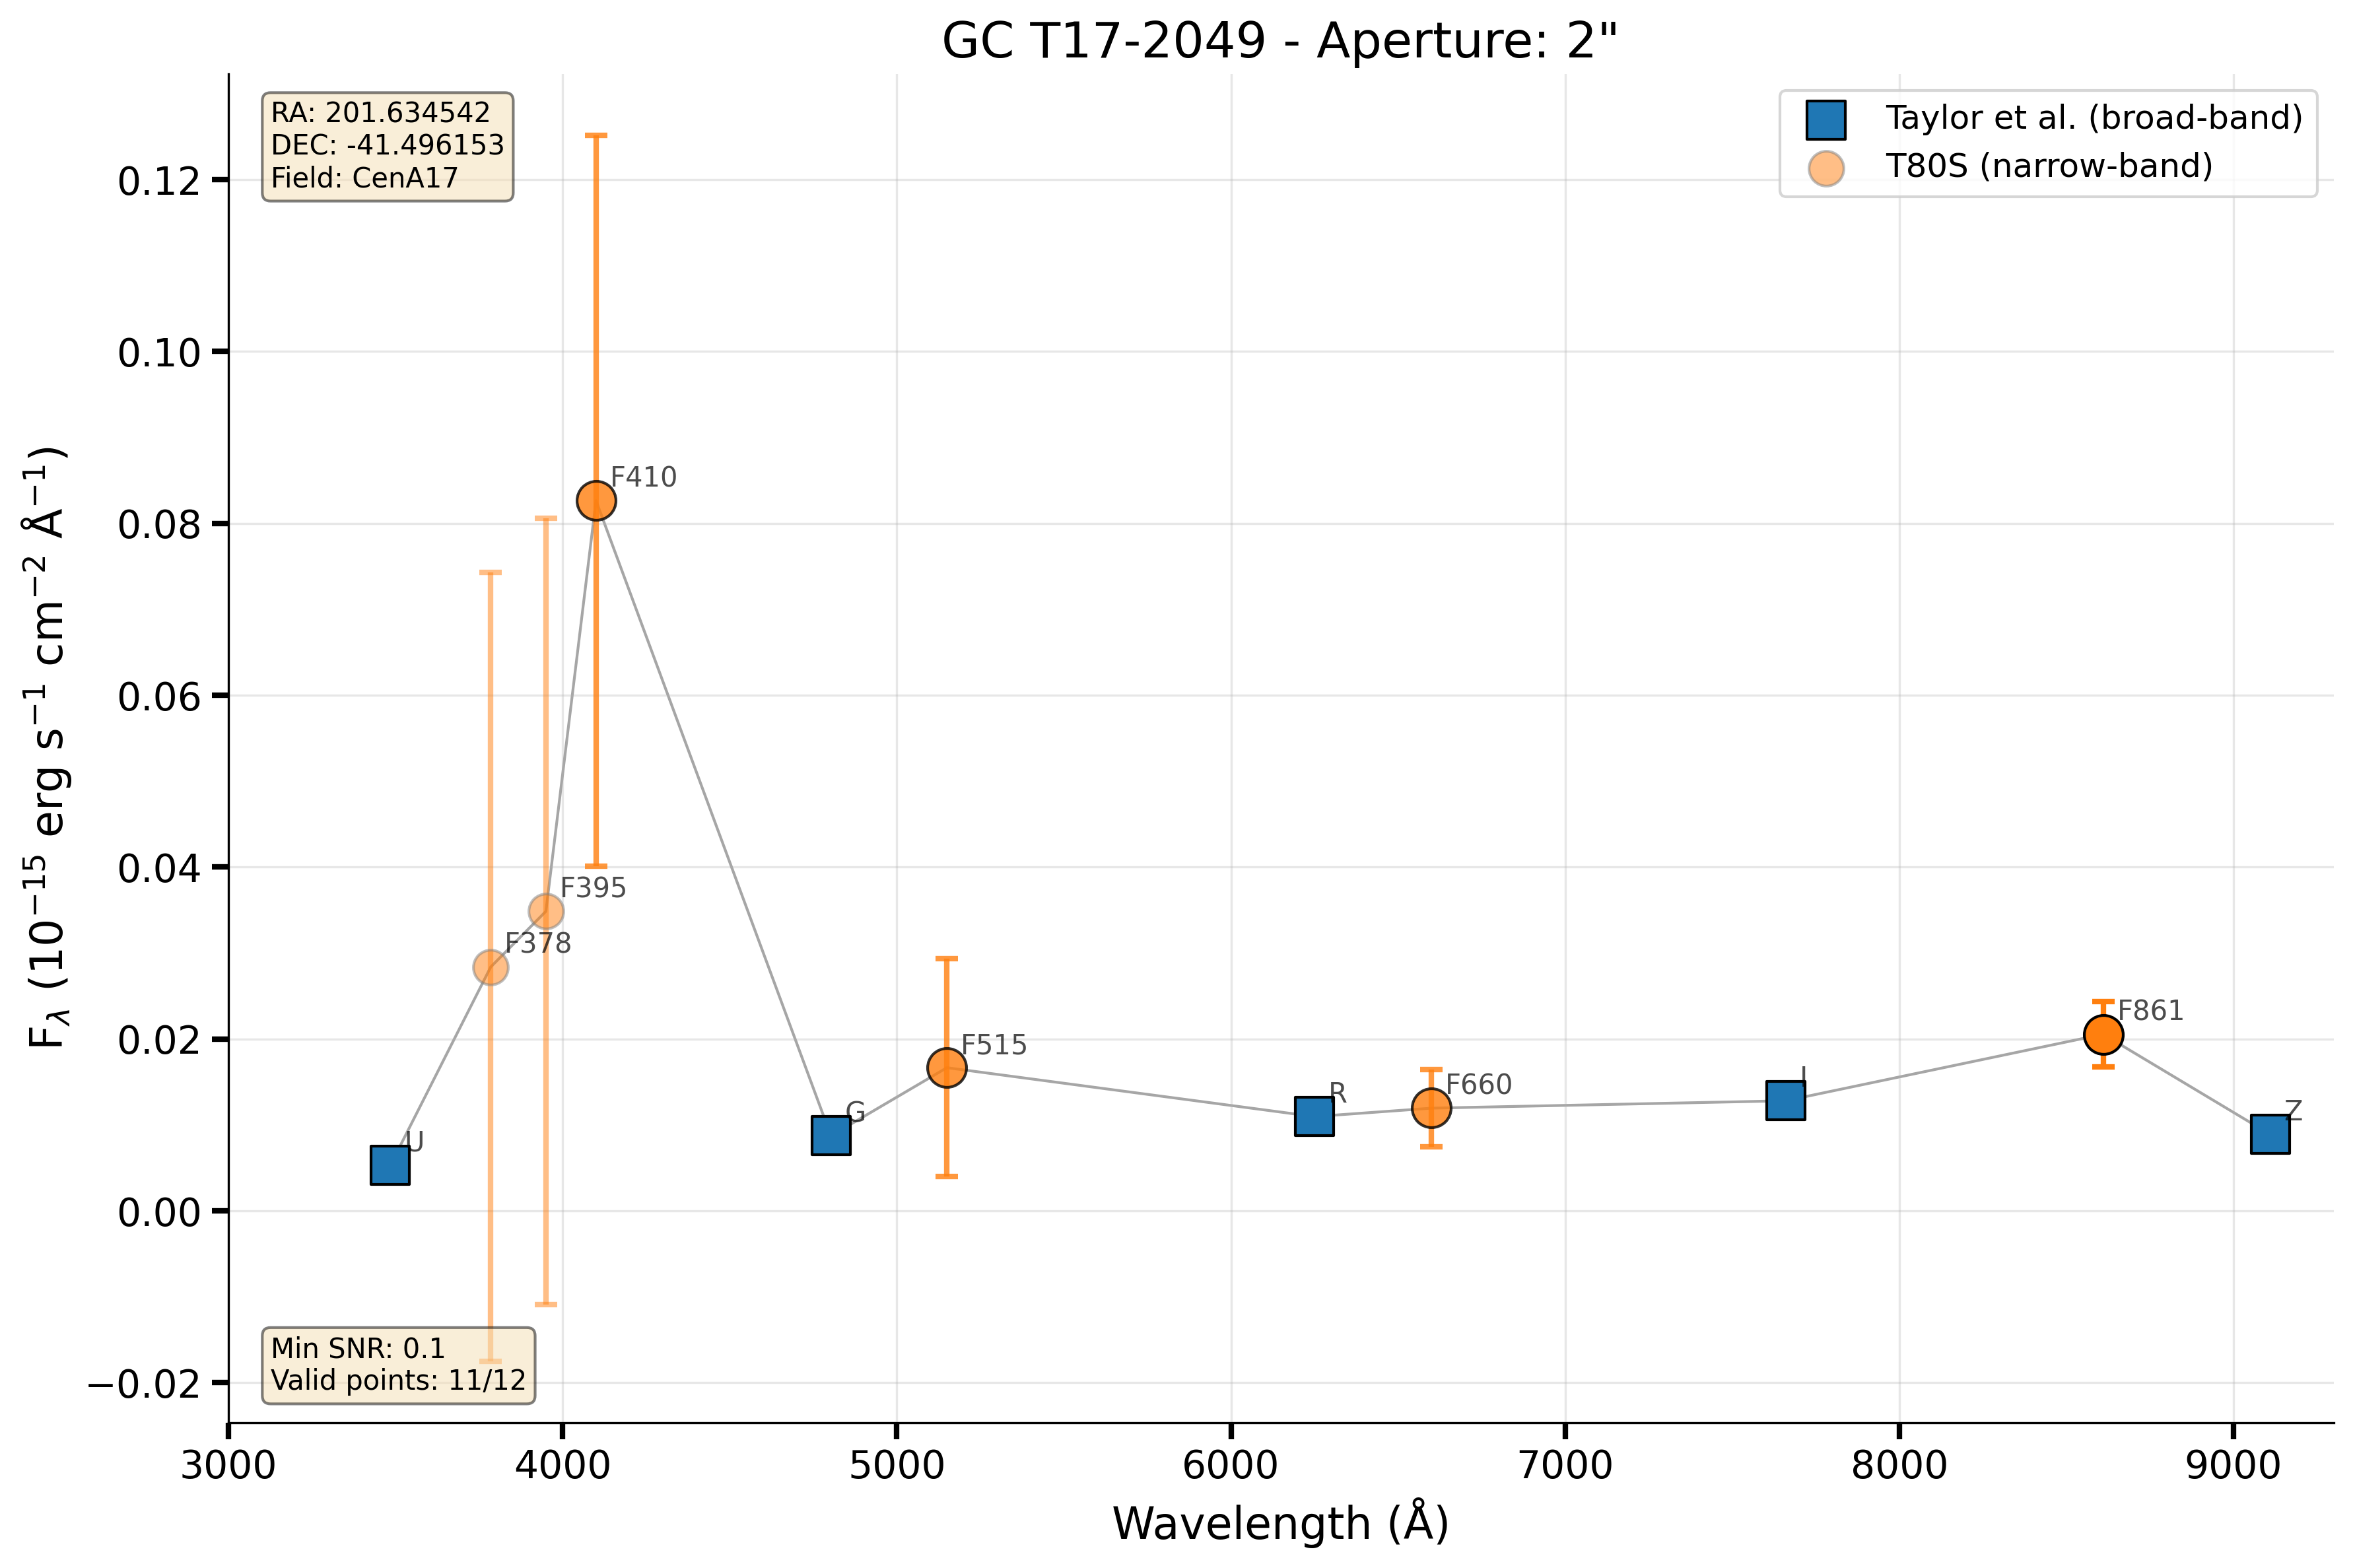 GC T17-2049 - Aperture: 2"
RA: 201.634542
DEC: -41.496153
Field: CenA17
Taylor et al. (broad-band)
T80S (narrow-band)
0.12
0.10
0.08
0.06
0.04
0.02
0.00
−0.02
F_λ (10⁻¹⁵ erg s⁻¹ cm⁻² Å⁻¹)
F410
F395
F378
F515
F861
F660
U
G
R
I
Z
Min SNR: 0.1
Valid points: 11/12
3000 4000 5000 6000 7000 8000 9000
Wavelength (Å)